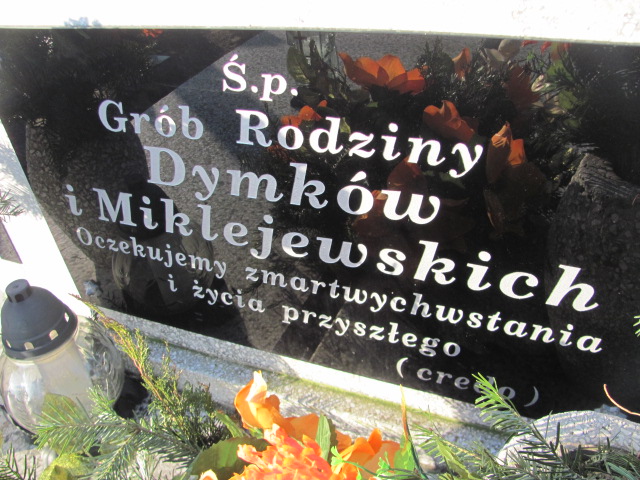 Ś.p.
Grób Rodziny
Dymków
i Miklejewskich
Oczekujemy zmartwychwstania
i życia przyszłego
(credo)